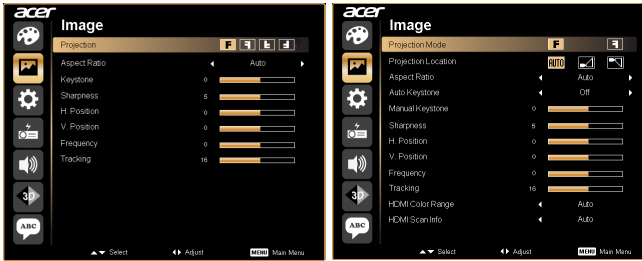 acer
Image
Projection F F F F
Aspect Ratio Auto
Keystone 0
Sharpness 5
H. Position 0
V. Position 0
Frequency 0
Tracking 16
3D
ABC
Select Adjust MENU Main Menu
acer
Image
Projection Mode F F
Projection Location AUTO
Aspect Ratio Auto
Auto Keystone Off
Manual Keystone 0
Sharpness 5
H. Position 0
V. Position 0
Frequency 0
Tracking 16
HDMI Color Range Auto
HDMI Scan Info Auto
3D
ABC
Select Adjust MENU Main Menu